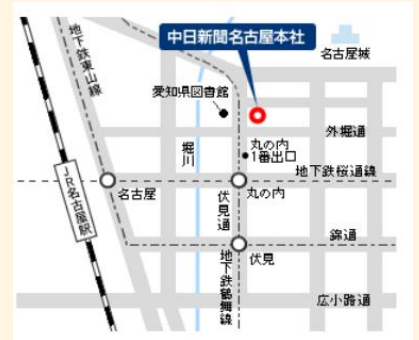 中日新聞名古屋本社
名古屋城
地下鉄東山線
愛知県図書館
外堀通
丸の内
1番出口
堀川
地下鉄桜通線
名古屋
丸の内
JR名古屋駅
伏見通
錦通
伏見
地下鉄鶴舞線
広小路通